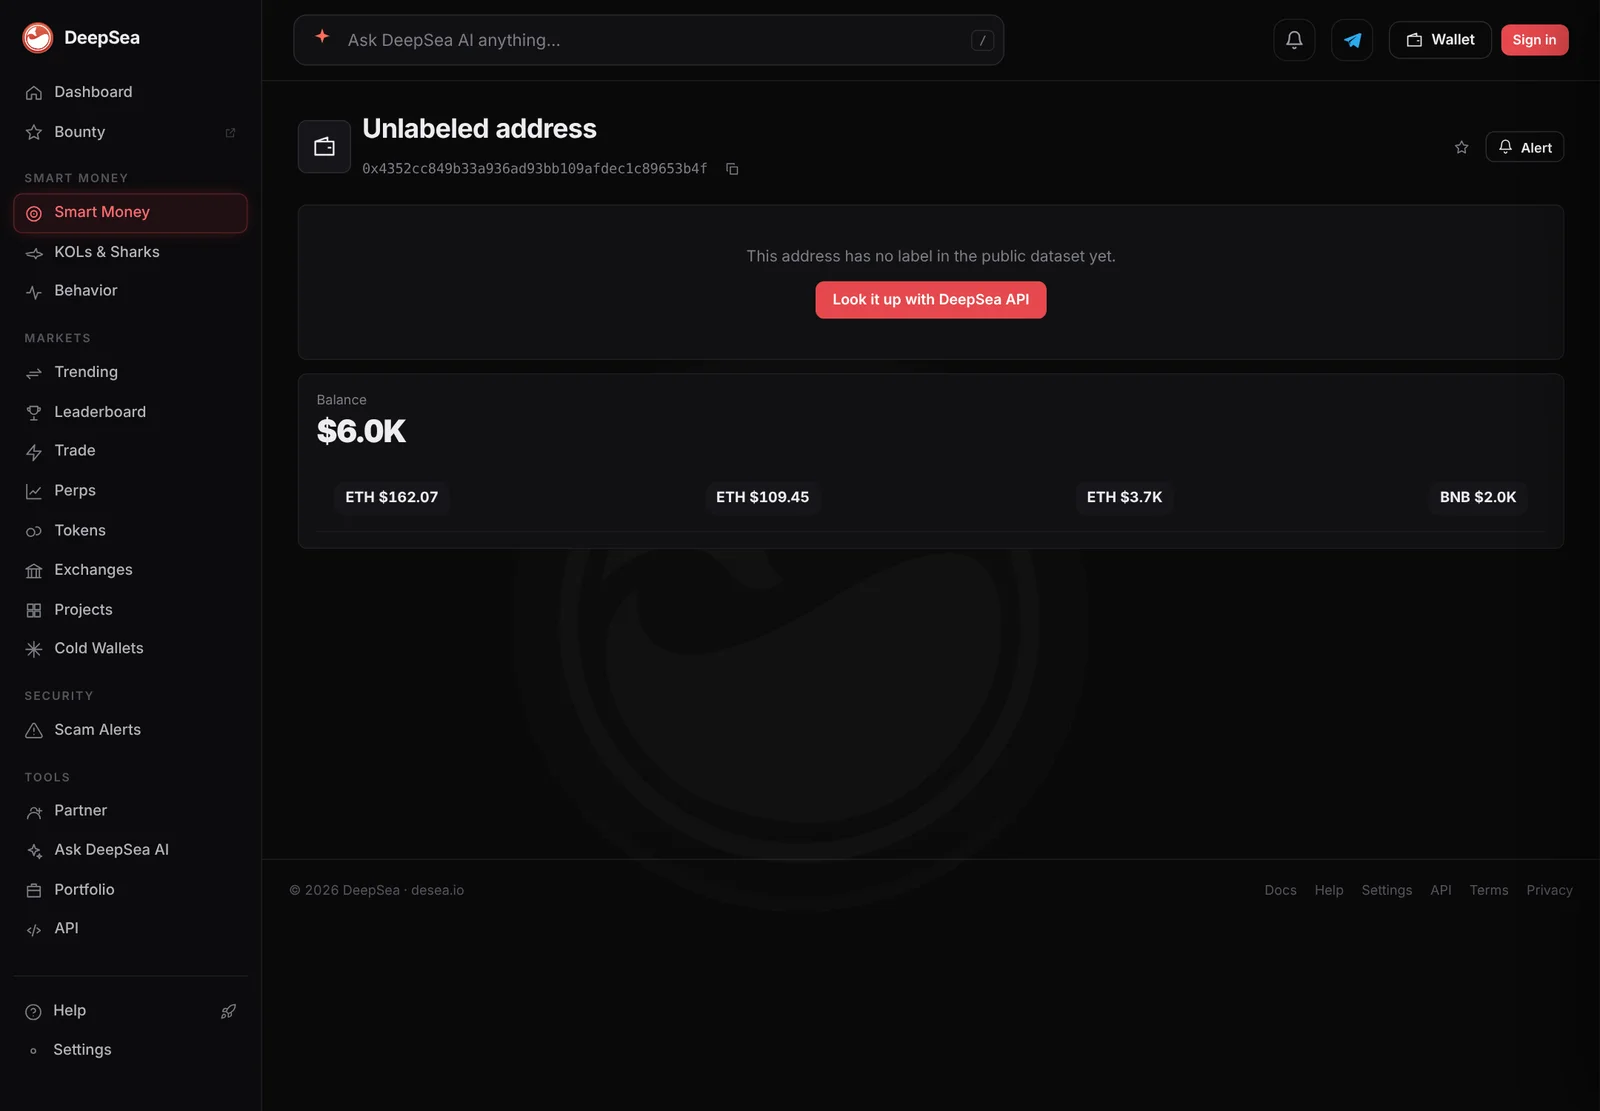 DeepSea
Ask DeepSea AI anything...
/
Wallet
Sign in
Dashboard
Bounty
SMART MONEY
Smart Money
KOLs & Sharks
Behavior
MARKETS
Trending
Leaderboard
Trade
Perps
Tokens
Exchanges
Projects
Cold Wallets
SECURITY
Scam Alerts
TOOLS
Partner
Ask DeepSea AI
Portfolio
API
Help
Settings
Unlabeled address
0x4352cc849b33a936ad93bb109afdec1c89653b4f
Alert
This address has no label in the public dataset yet.
Look it up with DeepSea API
Balance
$6.0K
ETH $162.07
ETH $109.45
ETH $3.7K
BNB $2.0K
© 2026 DeepSea · desea.io
Docs Help Settings API Terms Privacy